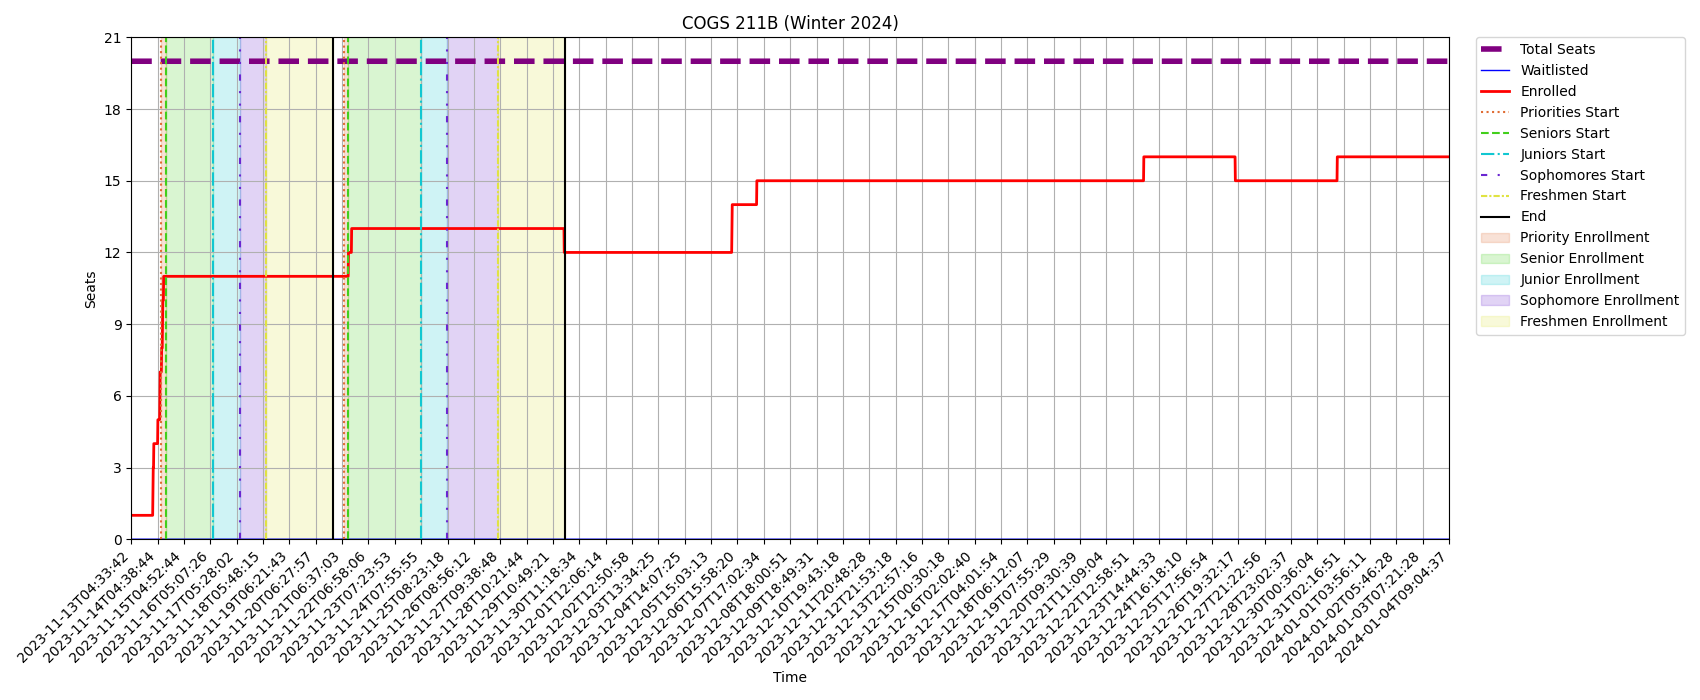 COGS 211B (Winter 2024)
21
18
15
12
9
6
3
0
Seats
2023-11-13T04:33:42
2023-11-14T04:38:44
2023-11-15T04:52:44
2023-11-16T05:07:26
2023-11-17T05:28:02
2023-11-18T05:48:15
2023-11-19T06:21:43
2023-11-20T06:27:57
2023-11-21T06:37:03
2023-11-22T06:58:06
2023-11-23T07:23:53
2023-11-24T07:55:55
2023-11-25T08:23:18
2023-11-26T08:56:12
2023-11-27T09:38:48
2023-11-28T10:21:44
2023-11-29T10:49:21
2023-11-30T11:18:34
2023-12-01T12:06:14
2023-12-02T12:50:58
2023-12-03T13:34:25
2023-12-04T14:07:25
2023-12-05T15:03:13
2023-12-06T15:58:20
2023-12-07T17:02:34
2023-12-08T18:00:51
2023-12-09T18:49:31
2023-12-10T19:43:18
2023-12-11T20:48:28
2023-12-12T21:53:18
2023-12-13T22:57:16
2023-12-15T00:30:18
2023-12-16T02:02:40
2023-12-17T04:01:54
2023-12-18T06:12:07
2023-12-19T07:55:29
2023-12-20T09:30:39
2023-12-21T11:09:04
2023-12-22T12:58:51
2023-12-23T14:44:33
2023-12-24T16:18:10
2023-12-25T17:56:54
2023-12-26T19:32:17
2023-12-27T21:22:56
2023-12-28T23:02:37
2023-12-30T00:36:04
2023-12-31T02:16:51
2024-01-01T03:56:11
2024-01-02T05:46:28
2024-01-03T07:21:28
2024-01-04T09:04:37
Time
Total Seats
Waitlisted
Enrolled
Priorities Start
Seniors Start
Juniors Start
Sophomores Start
Freshmen Start
End
Priority Enrollment
Senior Enrollment
Junior Enrollment
Sophomore Enrollment
Freshmen Enrollment